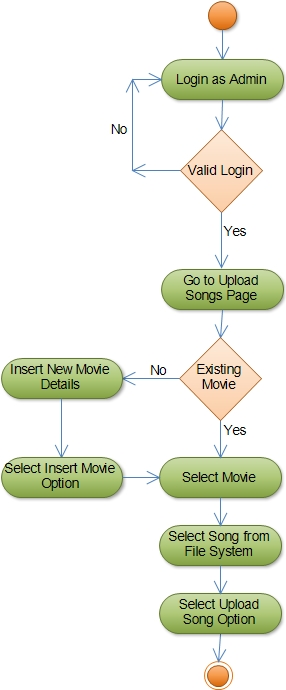 Login as Admin
No
Valid Login
Yes
Go to Upload
Songs Page
Existing
Movie
No
Insert New Movie
Details
Yes
Select Insert Movie
Option
Select Movie
Select Song from
File System
Select Upload
Song Option